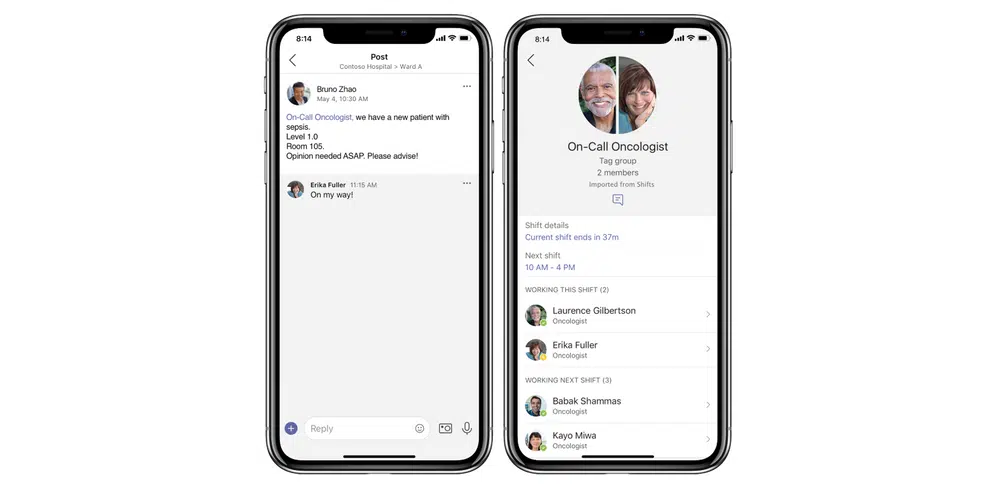 8:14
Post
Contoso Hospital > Ward A
Bruno Zhao
May 4, 10:30 AM
On-Call Oncologist, we have a new patient with
sepsis.
Level 1.0
Room 105.
Opinion needed ASAP. Please advise!
Erika Fuller 11:15 AM
On my way!
Reply
8:14
On-Call Oncologist
Tag group
2 members
Imported from Shifts
Shift details
Current shift ends in 37m
Next shift
10 AM - 4 PM
WORKING THIS SHIFT (2)
Laurence Gilbertson
Oncologist
Erika Fuller
Oncologist
WORKING NEXT SHIFT (3)
Babak Shammas
Oncologist
Kayo Miwa
Oncologist